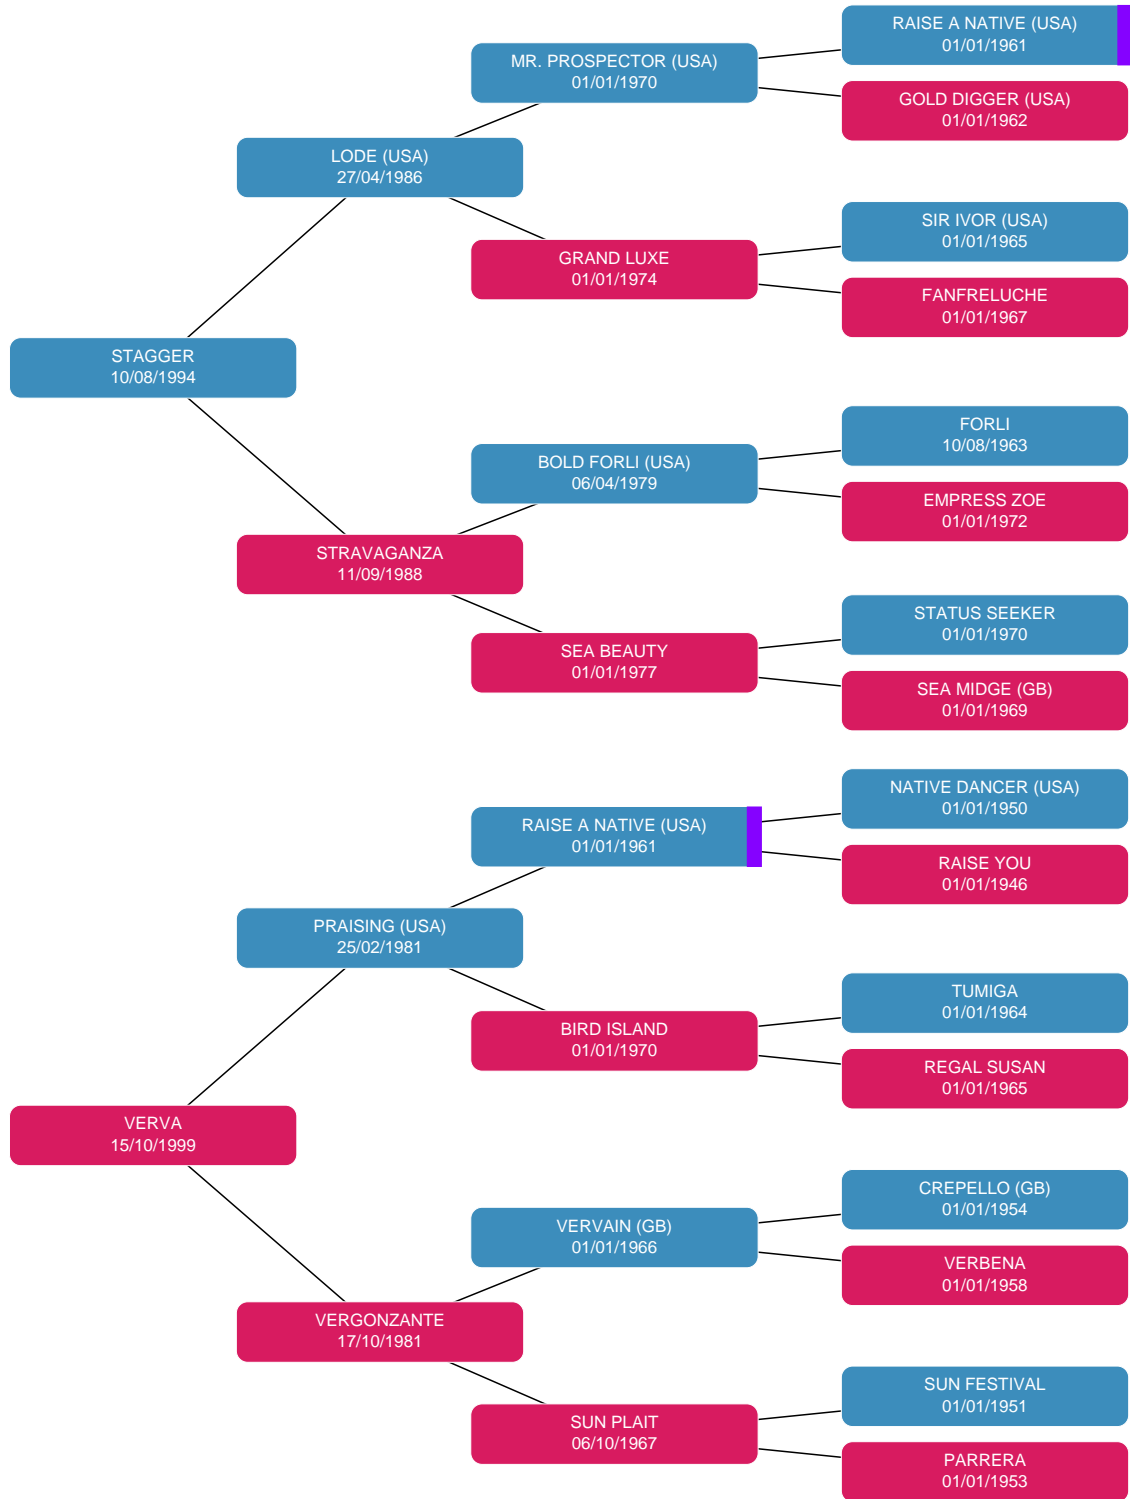 RAISE A NATIVE (USA)
01/01/1961
MR. PROSPECTOR (USA)
01/01/1970
GOLD DIGGER (USA)
01/01/1962
LODE (USA)
27/04/1986
SIR IVOR (USA)
01/01/1965
GRAND LUXE
01/01/1974
FANFRELUCHE
01/01/1967
STAGGER
10/08/1994
FORLI
10/08/1963
BOLD FORLI (USA)
06/04/1979
EMPRESS ZOE
01/01/1972
STRAVAGANZA
11/09/1988
STATUS SEEKER
01/01/1970
SEA BEAUTY
01/01/1977
SEA MIDGE (GB)
01/01/1969
NATIVE DANCER (USA)
01/01/1950
RAISE A NATIVE (USA)
01/01/1961
RAISE YOU
01/01/1946
PRAISING (USA)
25/02/1981
TUMIGA
01/01/1964
BIRD ISLAND
01/01/1970
REGAL SUSAN
01/01/1965
VERVA
15/10/1999
CREPELLO (GB)
01/01/1954
VERVAIN (GB)
01/01/1966
VERBENA
01/01/1958
VERGONZANTE
17/10/1981
SUN FESTIVAL
01/01/1951
SUN PLAIT
06/10/1967
PARRERA
01/01/1953